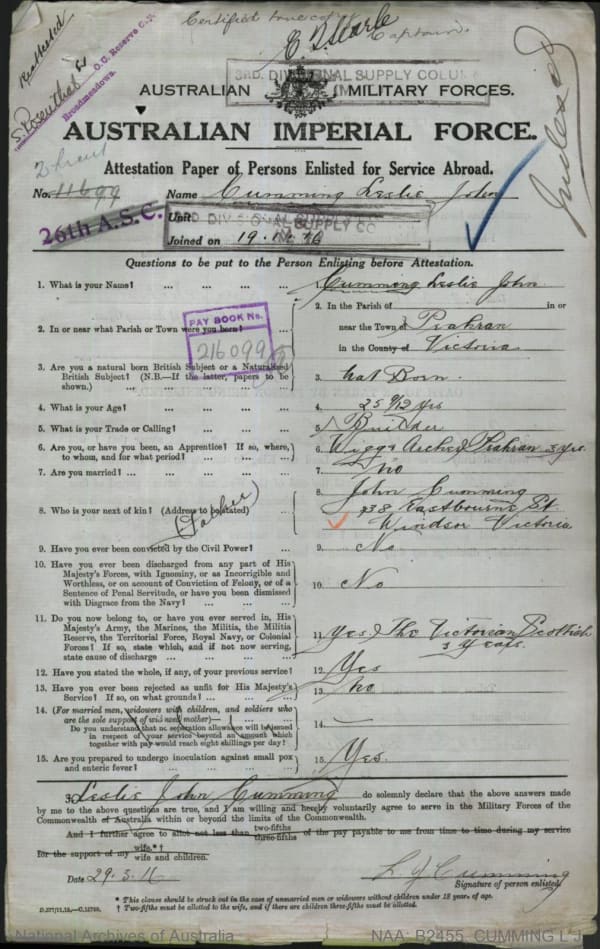 Certified true copy
E S Searle
Captain.
Reattested
S. Rosenthal
O.C. Reserve
Broadmeadows.
Indexed
3RD. DIVISIONAL SUPPLY COLU
AUSTRALIAN MILITARY FORCES.
AUSTRALIAN IMPERIAL FORCE.
Attestation Paper of Persons Enlisted for Service Abroad.
No. 11699 Name Cumming Leslie John
26th A.S.C. Unit 3RD DIVISIONAL SUPPLY CO
Joined on 19. 16
Questions to be put to the Person Enlisting before Attestation.
1. What is your Name? ... ... ... ... 1. Cumming Leslie John
2. In or near what Parish or Town were you born? ... 2. In the Parish of in or
near the Town of Prahran
in the County of Victoria
PAY BOOK No.
216099
3. Are you a natural born British Subject or a Naturalised
British Subject? (N.B.—If the latter, papers to be
shown.) ... ... ... ... 3. Nat Born.
4. What is your Age? ... ... ... ... 4. 25 9/12 yrs
5. What is your Trade or Calling? ... ... ... 5. Builder
6. Are you, or have you been, an Apprentice? If so, where,
to whom, and for what period? ... ... ... 6. Prahran 3 yrs.
7. Are you married? ... ... ... ... 7. No
8. Who is your next of kin? (Address to be stated) ... 8. John Cumming
(Father) 38 Eastbourne St
Windsor Victoria
9. Have you ever been convicted by the Civil Power? ... 9. No
10. Have you ever been discharged from any part of His
Majesty's Forces, with Ignominy, or as Incorrigible and
Worthless, or on account of Conviction of Felony, or of a
Sentence of Penal Servitude, or have you been dismissed
with Disgrace from the Navy? ... ... ... 10. No
11. Do you now belong to, or have you ever served in, His
Majesty's Army, the Marines, the Militia, the Militia
Reserve, the Territorial Force, Royal Navy, or Colonial
Forces? If so, state which, and if not now serving,
state cause of discharge ... ... ... ... 11. Yes, The Victorian Scottish
3 years.
12. Have you stated the whole, if any, of your previous service? 12. Yes
13. Have you ever been rejected as unfit for His Majesty's
Service? If so, on what grounds? ... ... ... 13. No
14. (For married men, widowers with children, and soldiers who
are the sole support of widowed mother)—
Do you understand that no separation allowance will be issued
in respect of your service beyond an amount which
together with pay would reach eight shillings per day? 14. —
15. Are you prepared to undergo inoculation against small pox
and enteric fever? ... ... ... ... 15. Yes.
I, Leslie John Cumming do solemnly declare that the above answers made
by me to the above questions are true, and I am willing and hereby voluntarily agree to serve in the Military Forces of the
Commonwealth of Australia within or beyond the limits of the Commonwealth.
And I further agree to allot not less than two-fifths three-fifths of the pay payable to me from time to time during my service
for the support of my wife.*† wife and children.
Date 29. 3. 16 L J Cumming
Signature of person enlisted.
* This clause should be struck out in the case of unmarried men or widowers without children under 18 years of age.
† Two-fifths must be allotted to the wife, and if there are children three-fifths must be allotted.
National Archives of Australia NAA: B2455, CUMMING L J